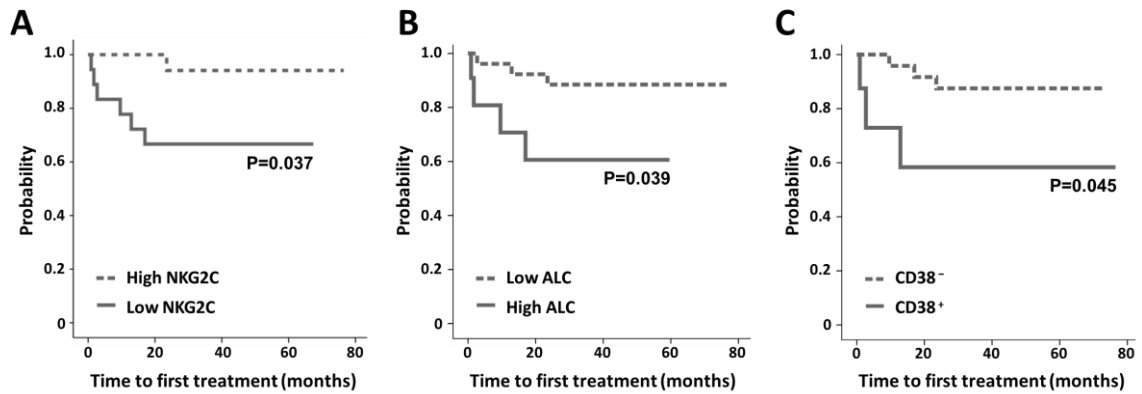 A
Probability
1.0
0.8
0.6
0.4
0.2
0
P=0.037
High NKG2C
Low NKG2C
0 20 40 60 80
Time to first treatment (months)
B
Probability
1.0
0.8
0.6
0.4
0.2
0
P=0.039
Low ALC
High ALC
0 20 40 60 80
Time to first treatment (months)
C
Probability
1.0
0.8
0.6
0.4
0.2
0
P=0.045
CD38⁻
CD38⁺
0 20 40 60 80
Time to first treatment (months)